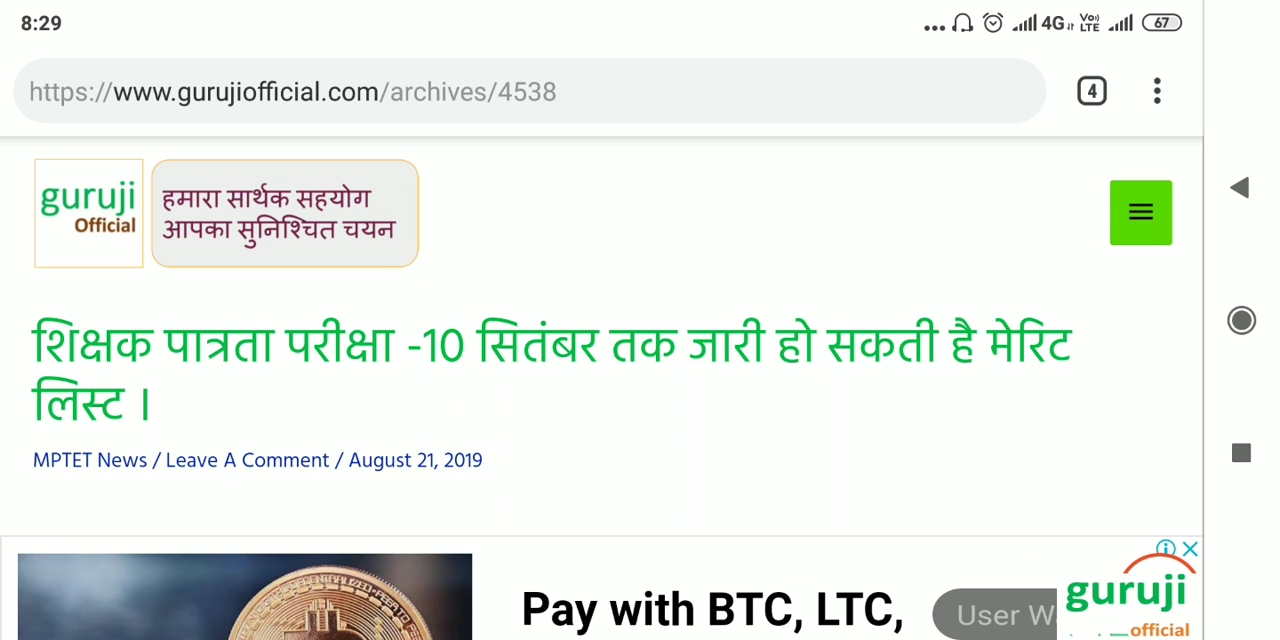 8:29
4G
VoLTE
67
https://www.gurujiofficial.com/archives/4538
4
guruji
Official
हमारा सार्थक सहयोग
आपका सुनिश्चित चयन
शिक्षक पात्रता परीक्षा -10 सितंबर तक जारी हो सकती है मेरिट
लिस्ट ।
MPTET News / Leave A Comment / August 21, 2019
Pay with BTC, LTC,
User
guruji
official